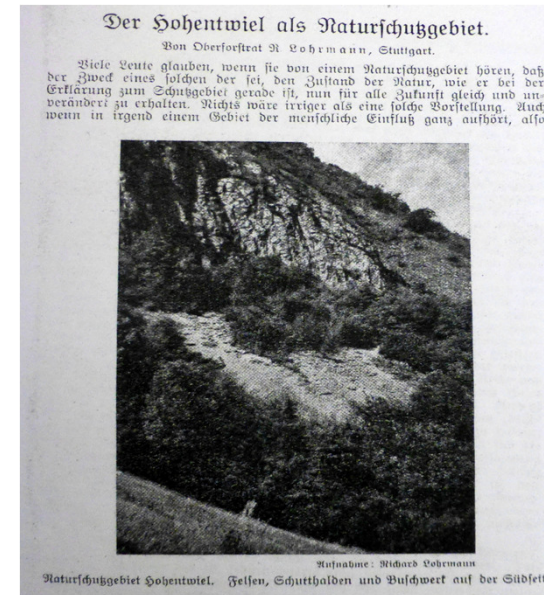 Der Hohentwiel als Naturschutzgebiet.
Von Oberforstrat R. Lohrmann, Stuttgart.
Viele Leute glauben, wenn sie von einem Naturschutzgebiet hören, daß
der Zweck eines solchen der sei, den Zustand der Natur, wie er bei der
Erklärung zum Schutzgebiet gerade ist, nun für alle Zukunft gleich und un-
verändert zu erhalten. Nichts wäre irriger als eine solche Vorstellung. Auch
wenn in irgend einem Gebiet der menschliche Einfluß ganz aufhört, also
Aufnahme: Richard Lohrmann
Naturschutzgebiet Hohentwiel. Felsen, Schutthalden und Buschwerk auf der